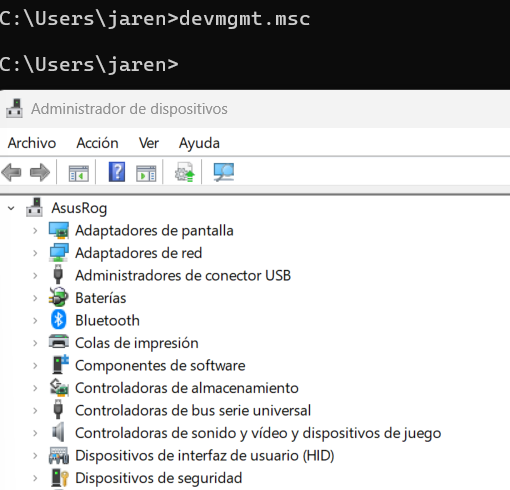 C:\Users\jaren>devmgmt.msc
C:\Users\jaren>
Administrador de dispositivos
Archivo Acción Ver Ayuda
AsusRog
Adaptadores de pantalla
Adaptadores de red
Administradores de conector USB
Baterías
Bluetooth
Colas de impresión
Componentes de software
Controladoras de almacenamiento
Controladoras de bus serie universal
Controladoras de sonido y vídeo y dispositivos de juego
Dispositivos de interfaz de usuario (HID)
Dispositivos de seguridad